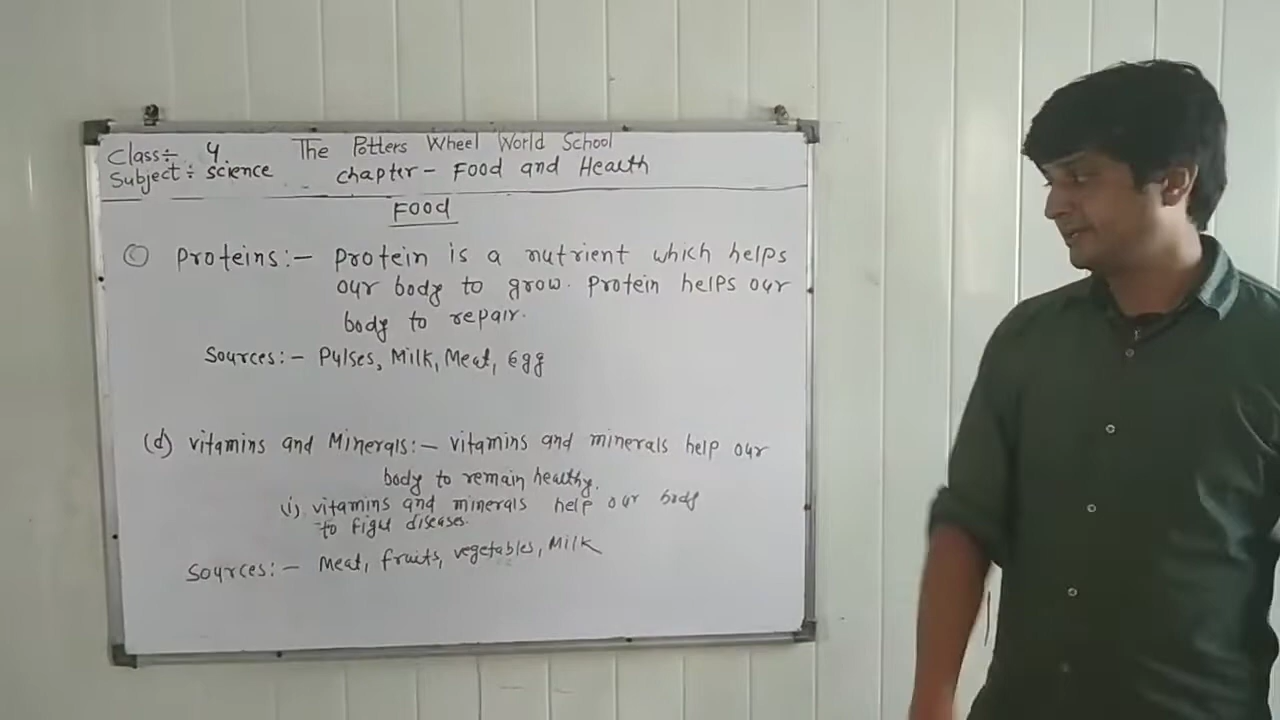 Class÷ 4. The Potters Wheel World School
Subject÷ science chapter- Food and Health
Food
(c) Proteins:- Protein is a nutrient which helps
our body to grow. Protein helps our
body to repair.
Sources:- Pulses, Milk, Meat, Egg
(d) Vitamins and Minerals:- Vitamins and minerals help our
body to remain healthy.
(i) vitamins and minerals help our body
to fight diseases.
Sources:- Meat, fruits, vegetables, Milk